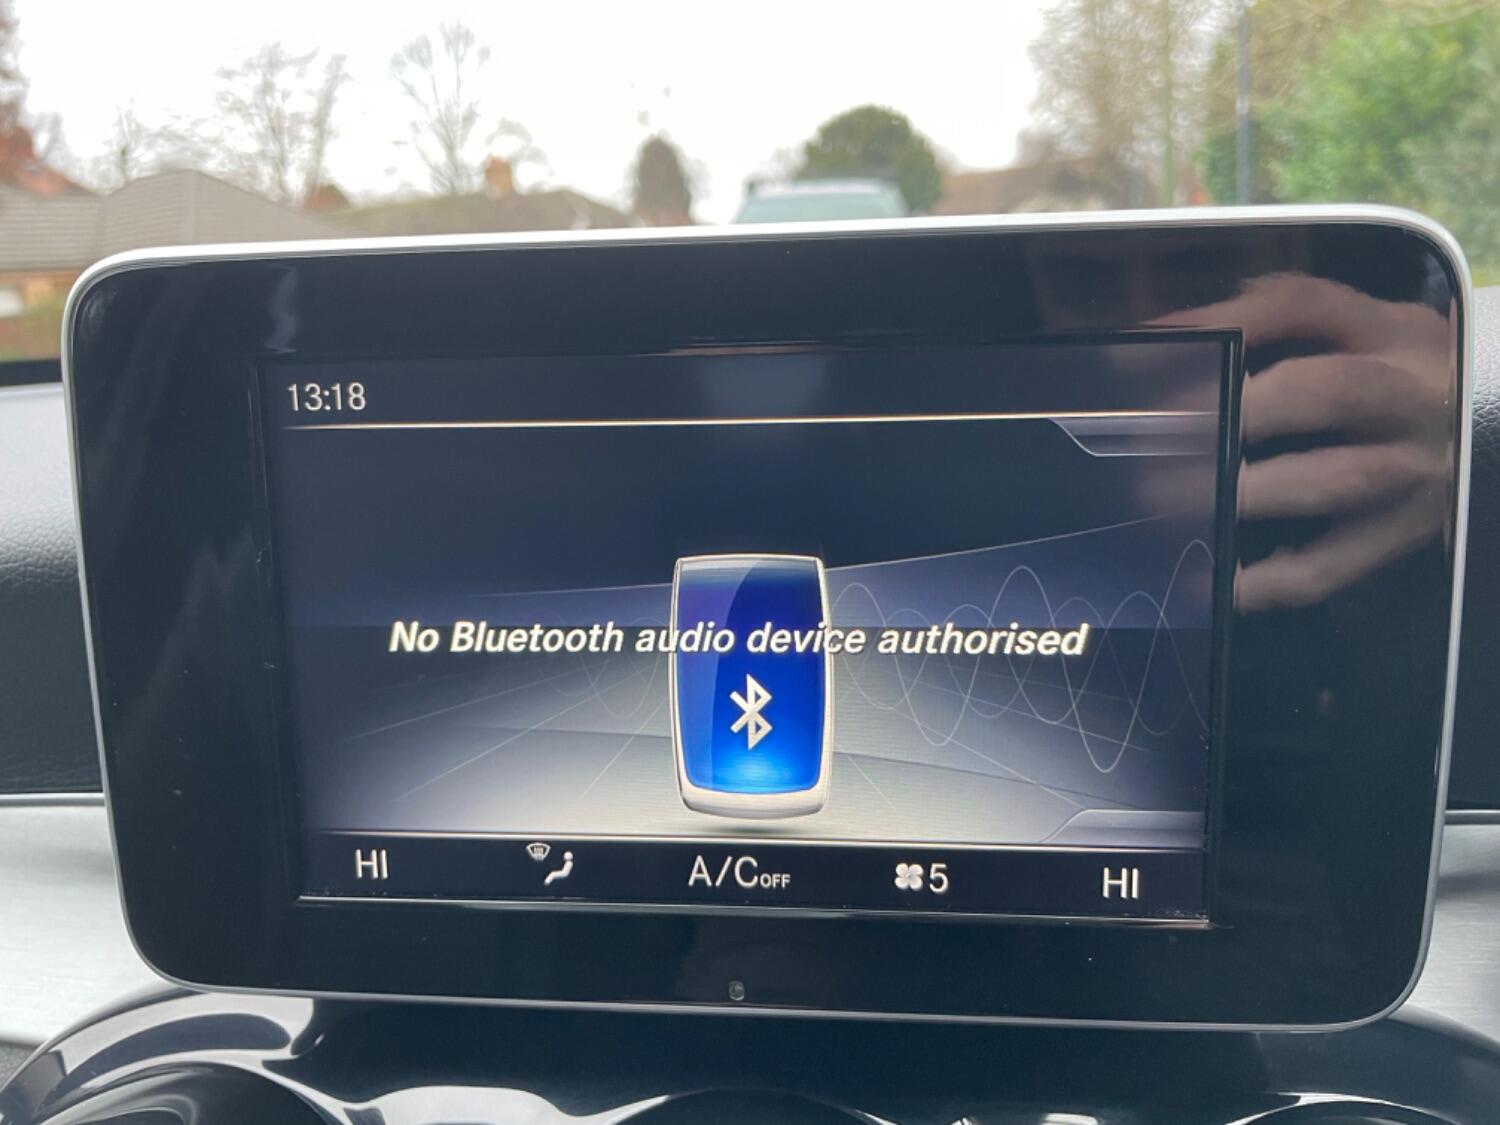 13:18
No Bluetooth audio device authorised
HI A/COFF 5 HI